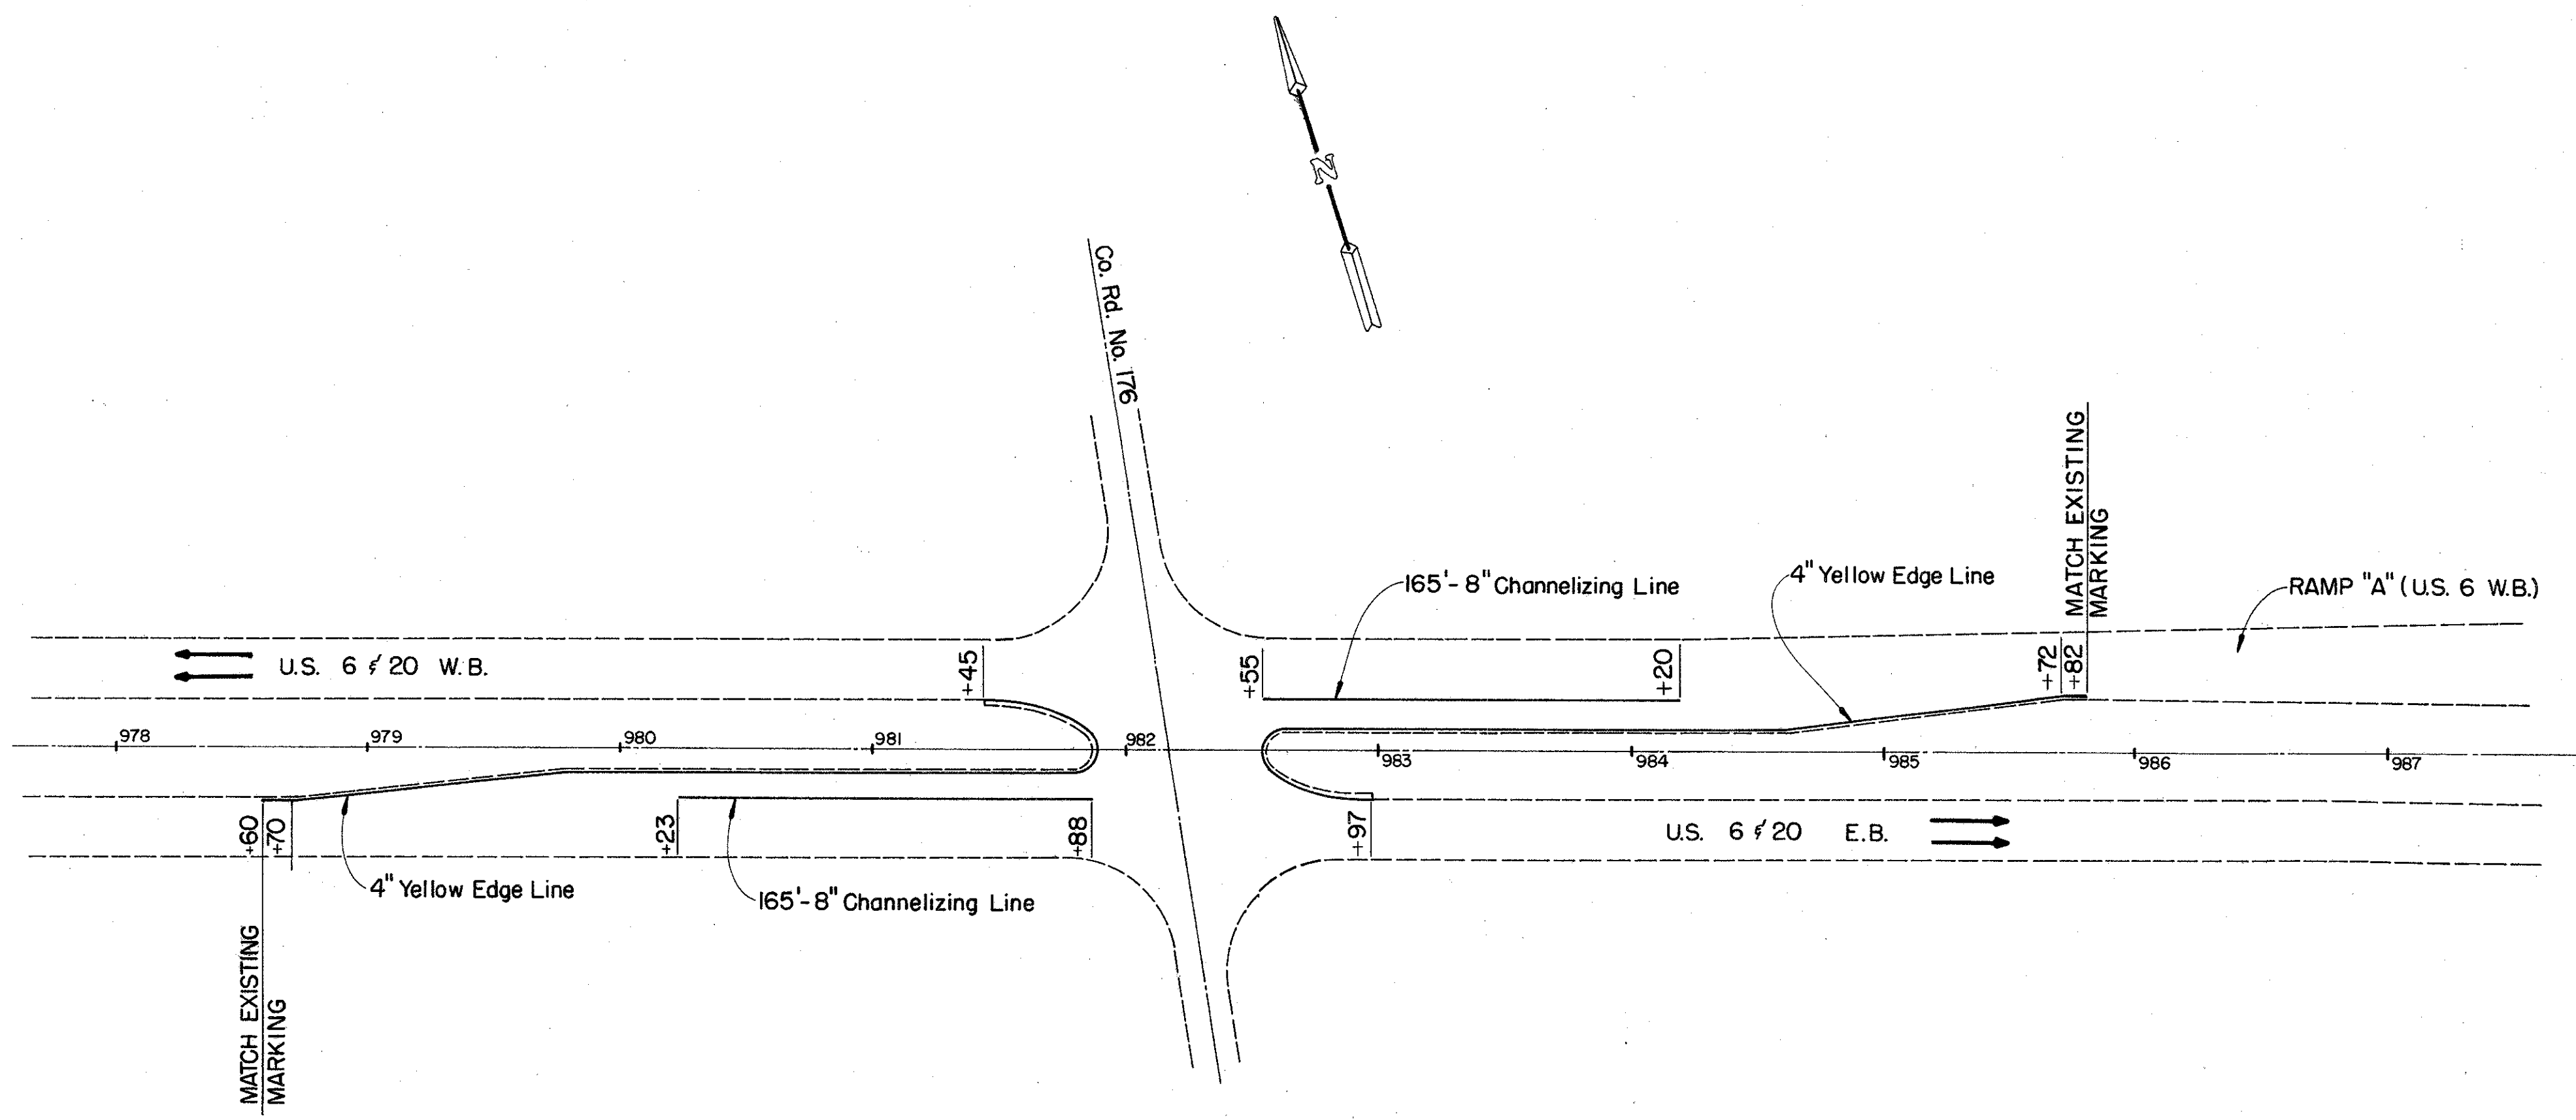 N
Co. Rd. No. 176
MATCH EXISTING
MARKING
165'-8" Channelizing Line
4" Yellow Edge Line
RAMP "A" (U.S. 6 W.B.)
U.S. 6 & 20 W.B.
+45
+55
+20
+72
+82
978
979
980
981
982
983
984
985
986
987
+60
+70
+23
+88
+97
U.S. 6 & 20 E.B.
4" Yellow Edge Line
165'-8" Channelizing Line
MATCH EXISTING
MARKING